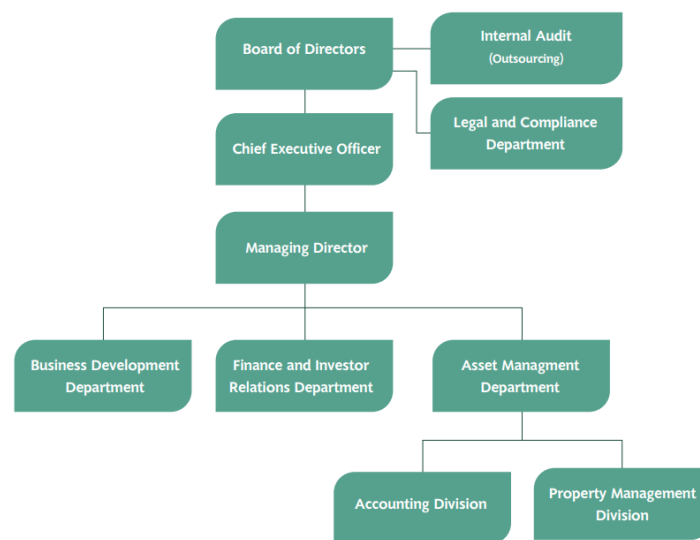 Board of Directors
Internal Audit
(Outsourcing)
Legal and Compliance
Department
Chief Executive Officer
Managing Director
Business Development
Department
Finance and Investor
Relations Department
Asset Managment
Department
Accounting Division
Property Management
Division